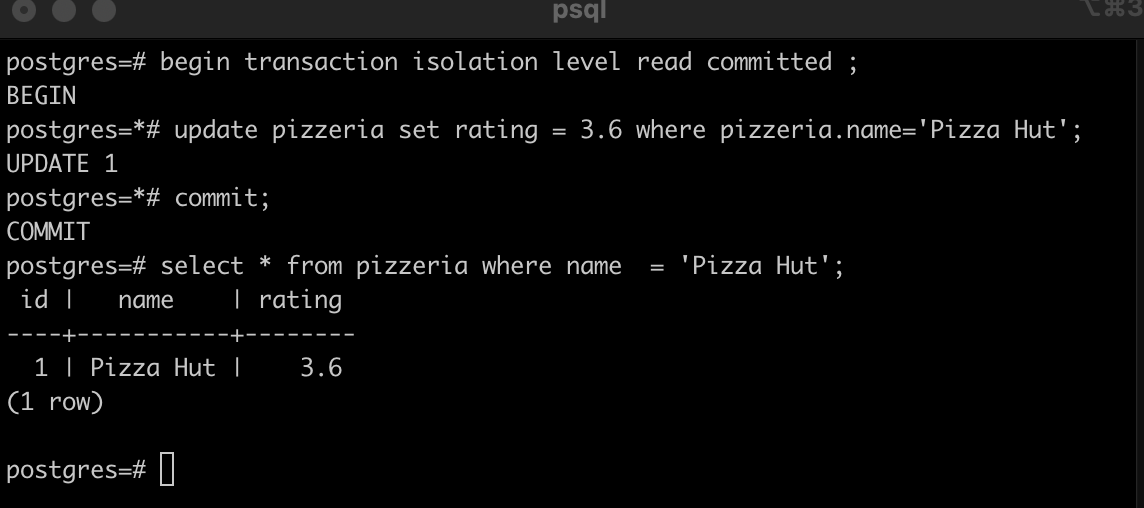 psql
⌥⌘3
postgres=# begin transaction isolation level read committed ;
BEGIN
postgres=*# update pizzeria set rating = 3.6 where pizzeria.name='Pizza Hut';
UPDATE 1
postgres=*# commit;
COMMIT
postgres=# select * from pizzeria where name  = 'Pizza Hut';
 id |   name    | rating
----+-----------+--------
  1 | Pizza Hut |    3.6
(1 row)
postgres=#